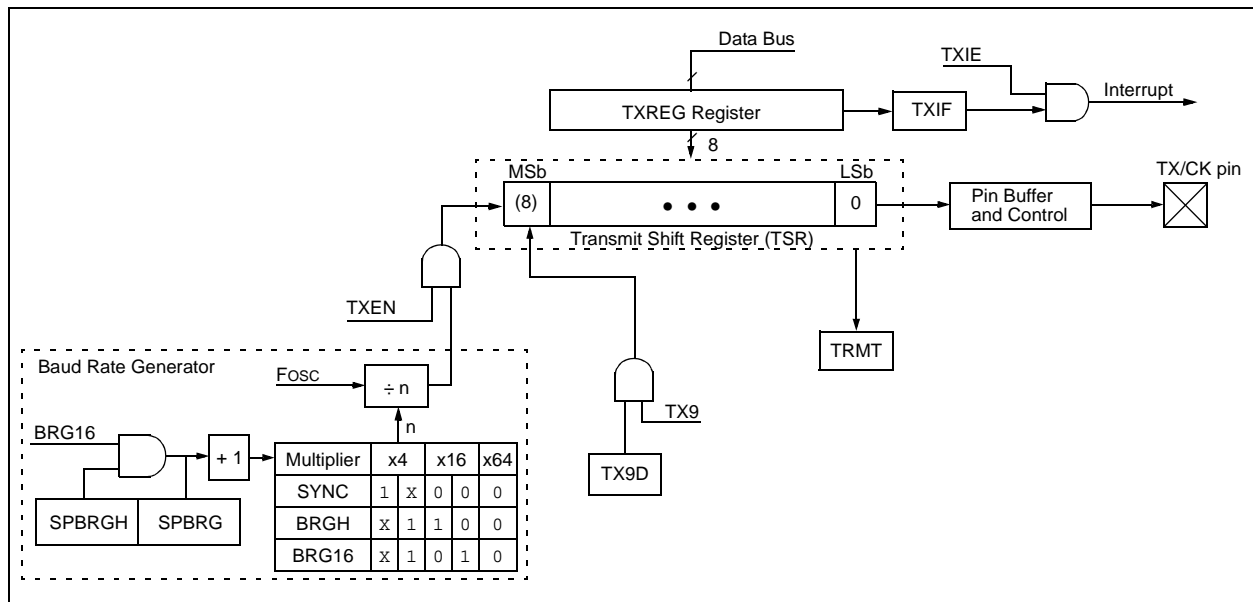 Data Bus
TXIE
Interrupt
TXREG Register
TXIF
8
MSb
LSb
TX/CK pin
(8)
• • •
0
Pin Buffer
and Control
Transmit Shift Register (TSR)
TXEN
TRMT
Baud Rate Generator
FOSC
÷ n
TX9
n
BRG16
+ 1
TX9D
Multiplier x4 x16 x64
SYNC 1 X 0 0 0
BRGH X 1 1 0 0
BRG16 X 1 0 1 0
SPBRGH SPBRG